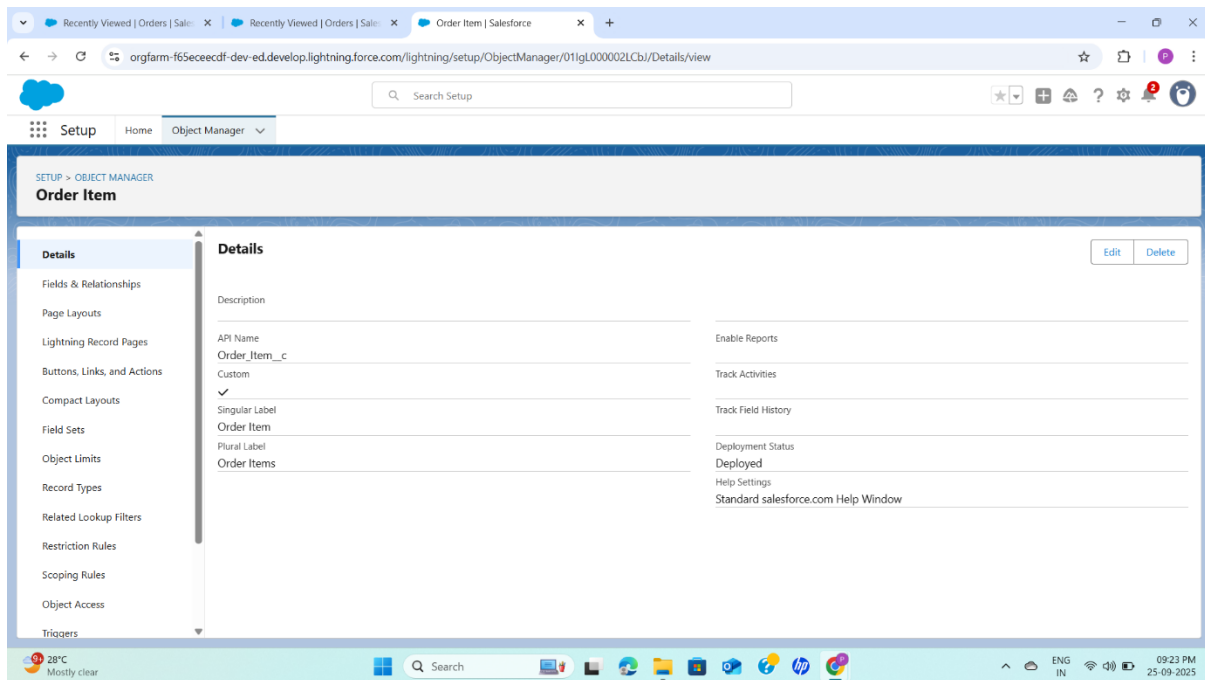 Recently Viewed | Orders | Sales
Recently Viewed | Orders | Sales
Order Item | Salesforce
orgfarm-f65eceecdf-dev-ed.develop.lightning.force.com/lightning/setup/ObjectManager/01IgL000002LCbJ/Details/view
P
Search Setup
2
Setup
Home
Object Manager
SETUP > OBJECT MANAGER
Order Item
Details
Fields & Relationships
Page Layouts
Lightning Record Pages
Buttons, Links, and Actions
Compact Layouts
Field Sets
Object Limits
Record Types
Related Lookup Filters
Restriction Rules
Scoping Rules
Object Access
Triggers
Details
Edit
Delete
Description
API Name
Order_Item__c
Custom
Singular Label
Order Item
Plural Label
Order Items
Enable Reports
Track Activities
Track Field History
Deployment Status
Deployed
Help Settings
Standard salesforce.com Help Window
9+
28°C
Mostly clear
Search
hp
ENG
IN
09:23 PM
25-09-2025